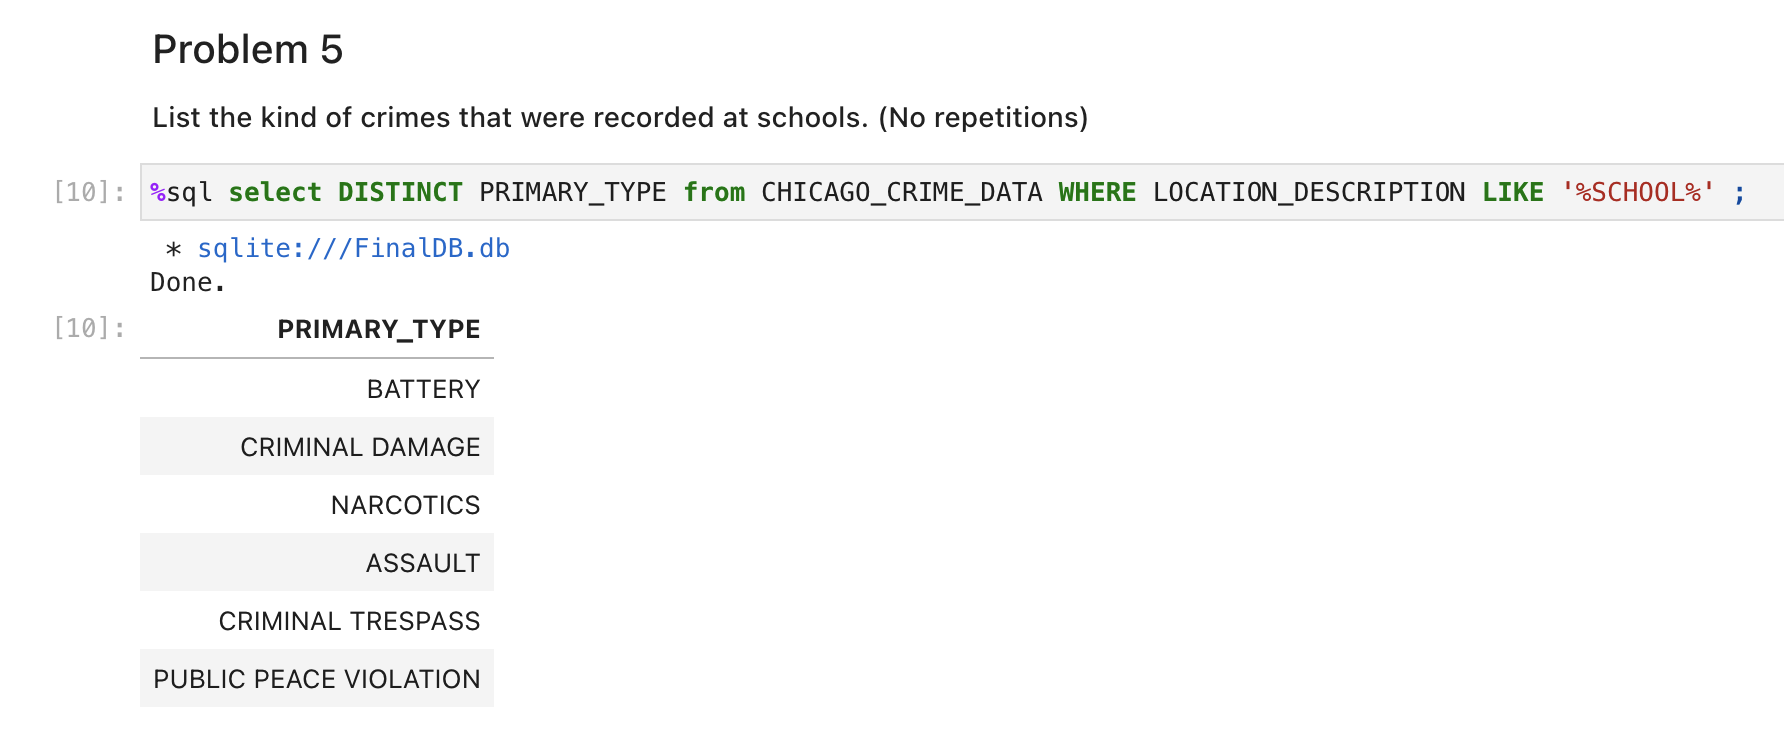 Problem 5
List the kind of crimes that were recorded at schools. (No repetitions)
[10]: %sql select DISTINCT PRIMARY_TYPE from CHICAGO_CRIME_DATA WHERE LOCATION_DESCRIPTION LIKE '%SCHOOL%' ;
* sqlite:///FinalDB.db
Done.
[10]: PRIMARY_TYPE
BATTERY
CRIMINAL DAMAGE
NARCOTICS
ASSAULT
CRIMINAL TRESPASS
PUBLIC PEACE VIOLATION